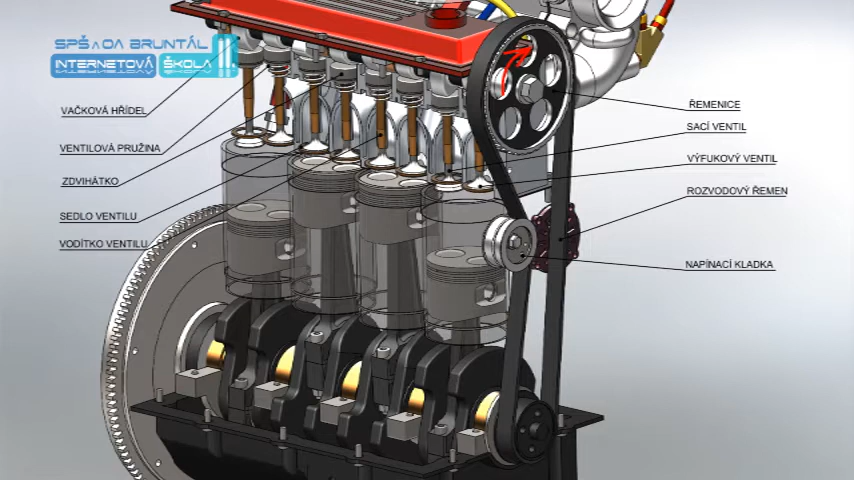 SPŠ A OA BRUNTÁL
INTERNETOVÁ ŠKOLA
VAČKOVÁ HŘÍDEL
VENTILOVÁ PRUŽINA
ZDVIHÁTKO
SEDLO VENTILU
VODÍTKO VENTILU
ŘEMENICE
SACÍ VENTIL
VÝFUKOVÝ VENTIL
ROZVODOVÝ ŘEMEN
NAPÍNACÍ KLADKA